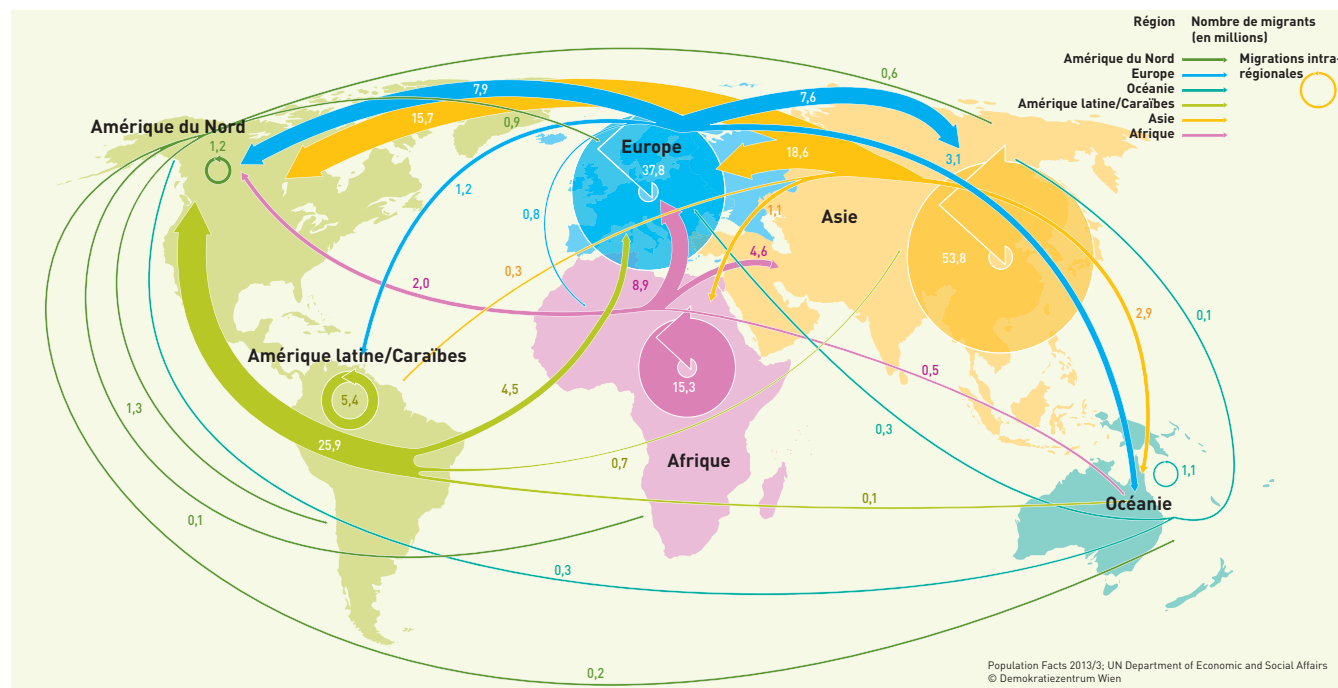 Région Nombre de migrants
(en millions)
Amérique du Nord
Europe
Océanie
Amérique latine/Caraïbes
Asie
Afrique
Migrations intra-
régionales
0,6
7,9
7,6
15,7
0,9
Amérique du Nord
1,2
Europe
37,8
18,6
3,1
1,2
0,8
1,1
Asie
4,6
53,8
0,3
2,0
8,9
2,9
0,1
Amérique latine/Caraïbes
5,4
15,3
0,5
4,5
1,3
0,3
25,9
0,7
Afrique
1,1
0,1
Océanie
0,1
0,3
0,2
Population Facts 2013/3; UN Department of Economic and Social Affairs
© Demokratiezentrum Wien